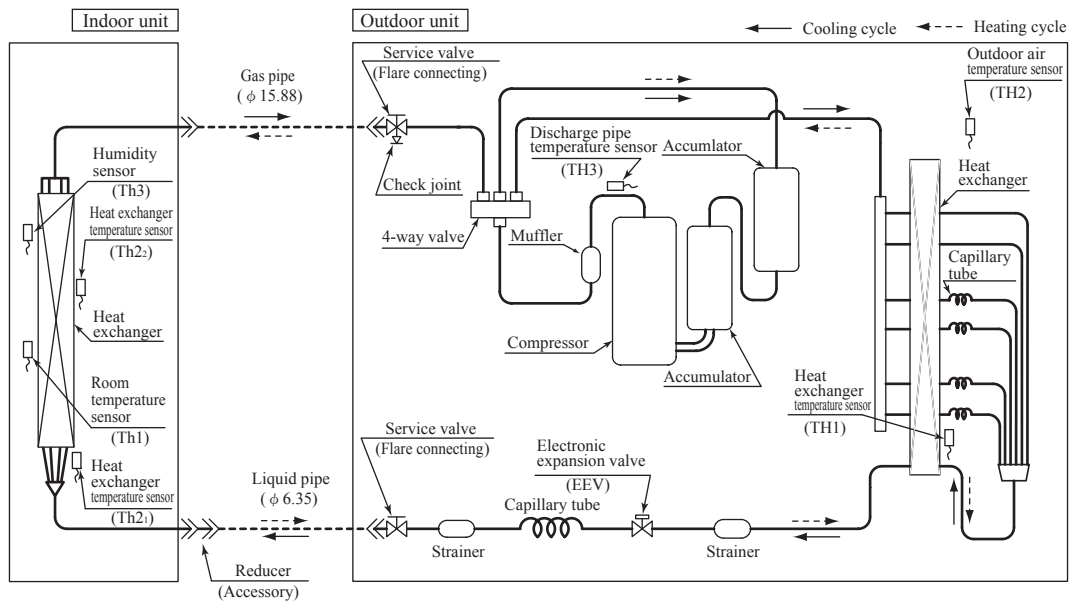 Indoor unit
Outdoor unit
Cooling cycle
Heating cycle
Service valve
(Flare connecting)
Gas pipe
( ϕ 15.88)
Outdoor air
temperature sensor
(TH2)
Discharge pipe
temperature sensor
(TH3)
Accumlator
Humidity
sensor
(Th3)
Check joint
Heat
exchanger
Heat exchanger
temperature sensor
(Th2₂)
4-way valve
Muffler
Capillary
tube
Heat
exchanger
Compressor
Accumulator
Room
temperature
sensor
(Th1)
Heat
exchanger
temperature sensor
(TH1)
Service valve
(Flare connecting)
Electronic
expansion valve
(EEV)
Heat
exchanger
temperature sensor
(Th2₁)
Liquid pipe
( ϕ 6.35)
Capillary tube
Strainer
Strainer
Reducer
(Accessory)